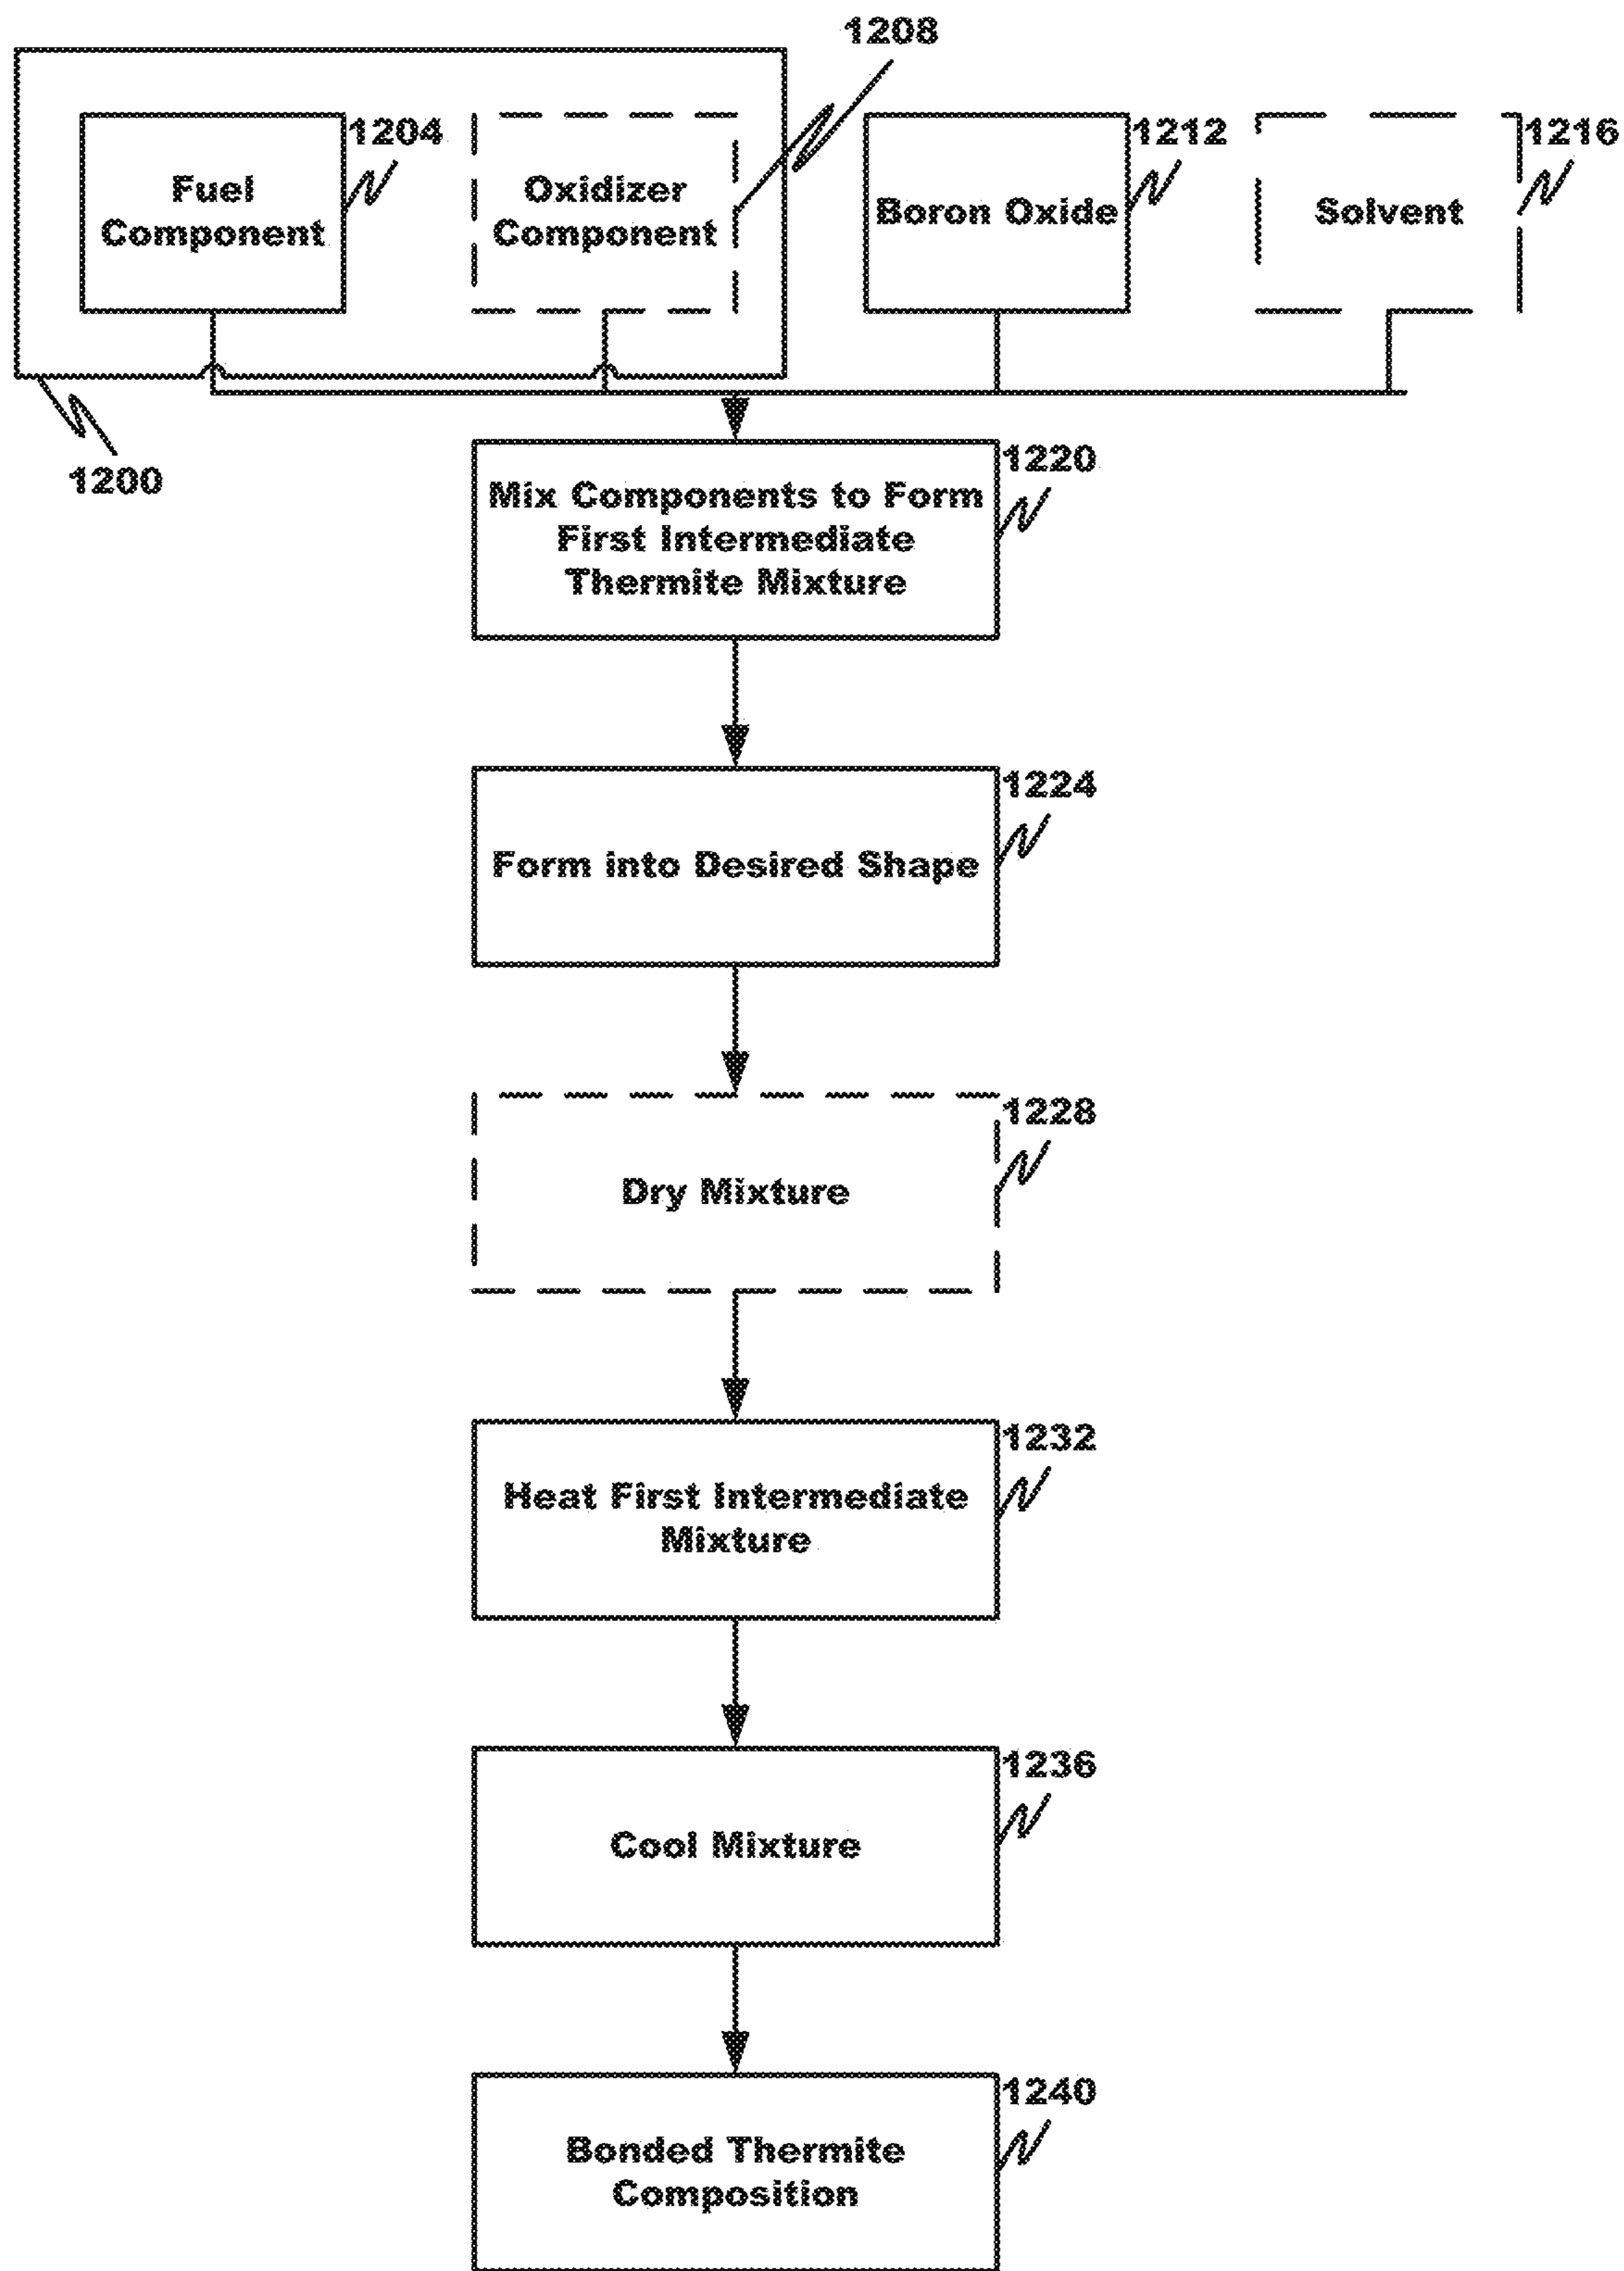 1208
1204
1212
1216
Fuel
Component
Oxidizer
Component
Boron Oxide
Solvent
1200
1220
Mix Components to Form
First Intermediate
Thermite Mixture
1224
Form into Desired Shape
1228
Dry Mixture
1232
Heat First Intermediate
Mixture
1236
Cool Mixture
1240
Bonded Thermite
Composition